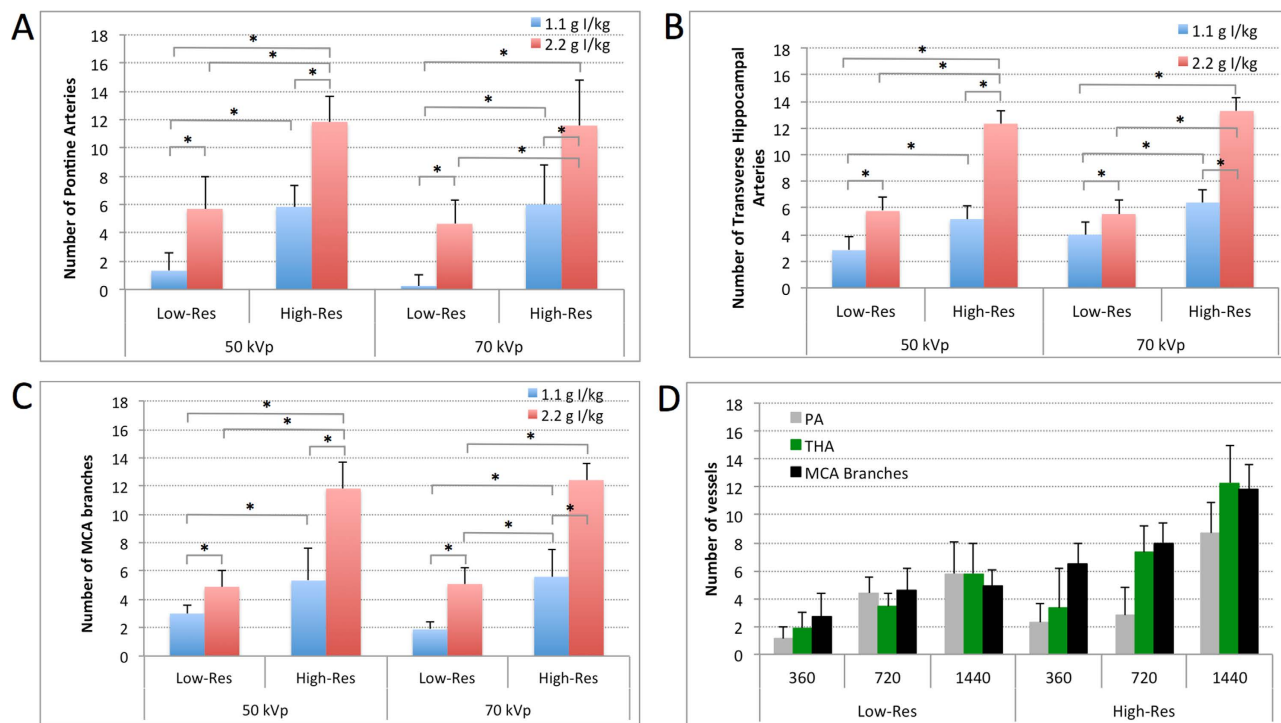 A
Number of Pontine Arteries
18
16
14
12
10
8
6
4
2
0
1.1 g I/kg
2.2 g I/kg
* * * * * * * * * *
Low-Res High-Res Low-Res High-Res
50 kVp 70 kVp
B
Number of Transverse Hippocampal
Arteries
18
16
14
12
10
8
6
4
2
0
1.1 g I/kg
2.2 g I/kg
* * * * * * * * * *
Low-Res High-Res Low-Res High-Res
50 kVp 70 kVp
C
Number of MCA branches
18
16
14
12
10
8
6
4
2
0
1.1 g I/kg
2.2 g I/kg
* * * * * * * * * *
Low-Res High-Res Low-Res High-Res
50 kVp 70 kVp
D
Number of vessels
18
16
14
12
10
8
6
4
2
0
PA
THA
MCA Branches
360 720 1440 360 720 1440
Low-Res High-Res